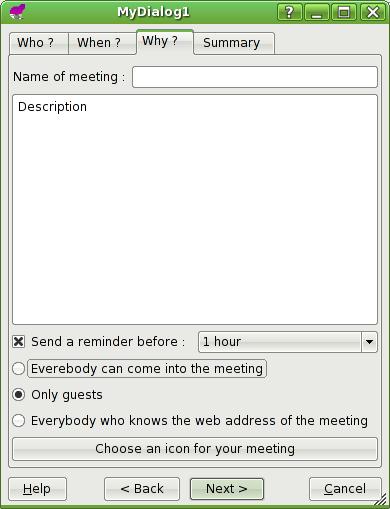 MyDialog1
Who ? When ? Why ? Summary
Name of meeting :
Description
Send a reminder before : 1 hour
Everebody can come into the meeting
Only guests
Everybody who knows the web address of the meeting
Choose an icon for your meeting
Help < Back Next > Cancel